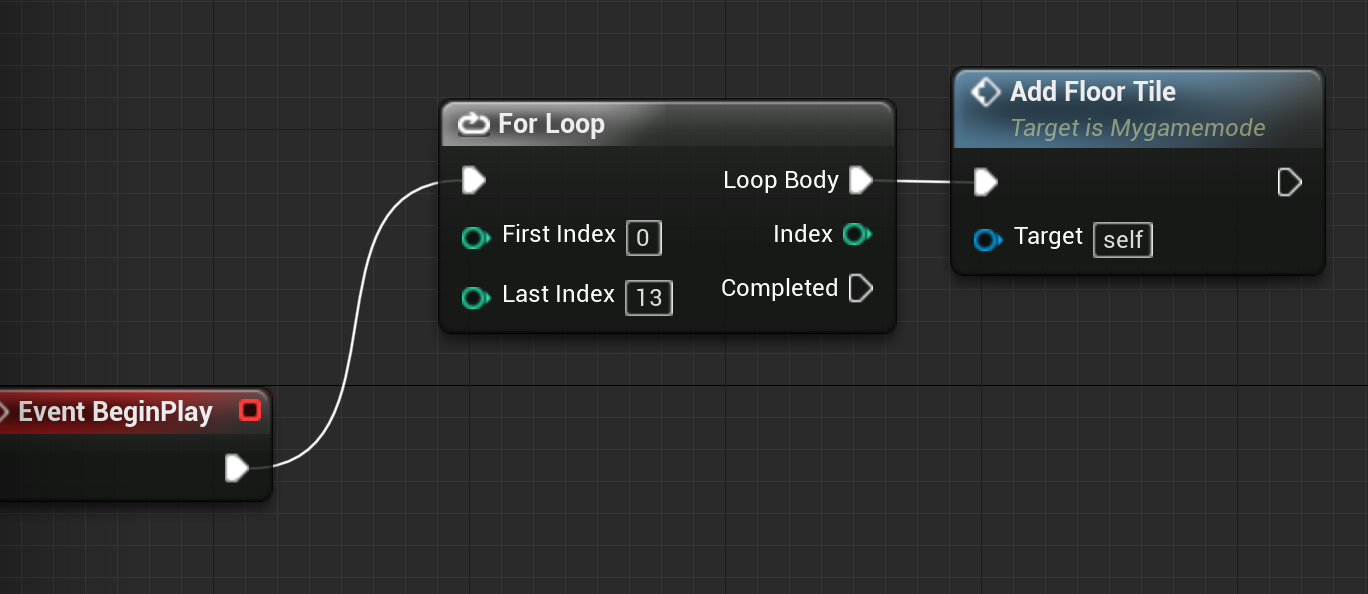 For Loop
Loop Body
First Index 0
Index
Last Index 13
Completed
Add Floor Tile
Target is Mygamemode
Target self
Event BeginPlay